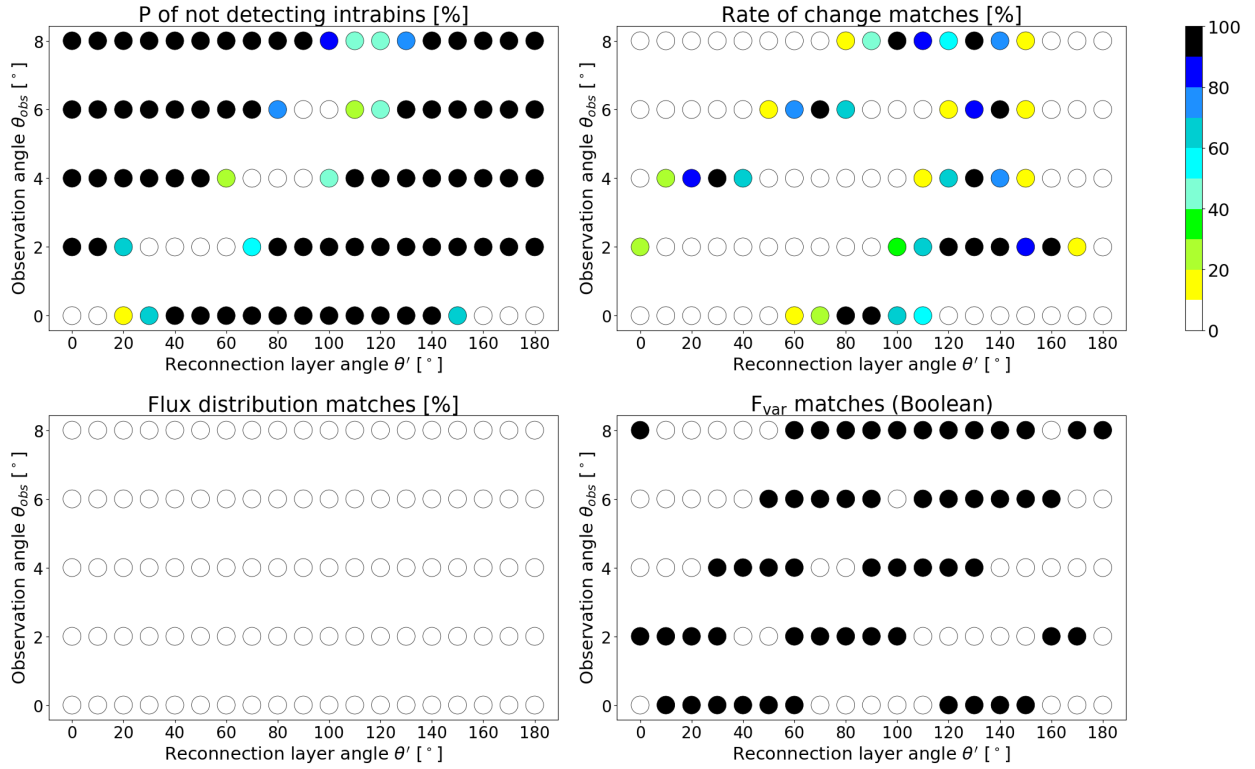 P of not detecting intrabins [%]
Observation angle θ_obs [°]
8
6
4
2
0
0 20 40 60 80 100 120 140 160 180
Reconnection layer angle θ′ [°]
Rate of change matches [%]
Observation angle θ_obs [°]
8
6
4
2
0
0 20 40 60 80 100 120 140 160 180
Reconnection layer angle θ′ [°]
100
80
60
40
20
0
Flux distribution matches [%]
Observation angle θ_obs [°]
8
6
4
2
0
0 20 40 60 80 100 120 140 160 180
Reconnection layer angle θ′ [°]
F_var matches (Boolean)
Observation angle θ_obs [°]
8
6
4
2
0
0 20 40 60 80 100 120 140 160 180
Reconnection layer angle θ′ [°]